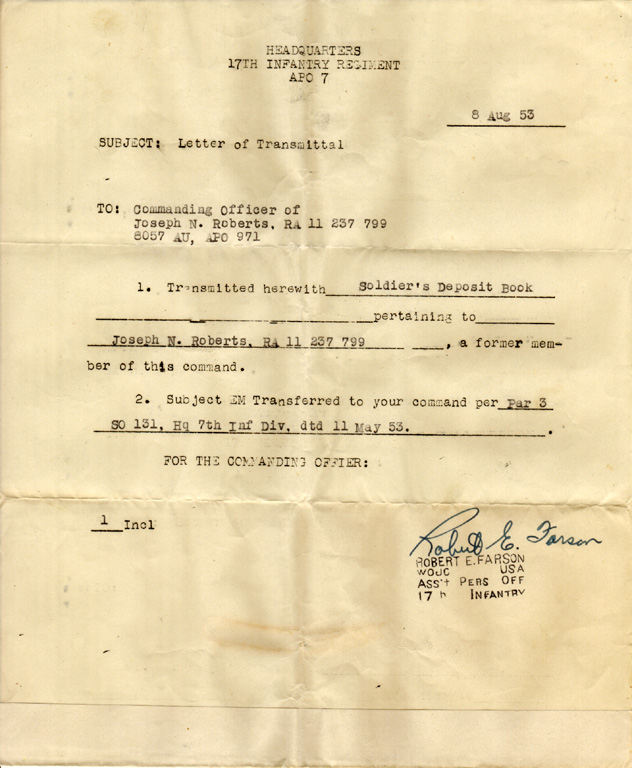 HEADQUARTERS
17TH INFANTRY REGIMENT
APO 7
8 Aug 53
SUBJECT: Letter of Transmittal
TO: Commanding Officer of
Joseph N. Roberts, RA 11 237 799
8057 AU, APO 971
1. Transmitted herewith Soldier's Deposit Book
pertaining to
Joseph N. Roberts, RA 11 237 799, a former mem-
ber of this command.
2. Subject EM Transferred to your command per Par 3
SO 131, Hq 7th Inf Div, dtd 11 May 53.
FOR THE COMMANDING OFFIER:
1 Incl
Robert E. Farson
ROBERT E. FARSON
WOJC USA
ASS'T PERS OFF
17 h INFANTRY